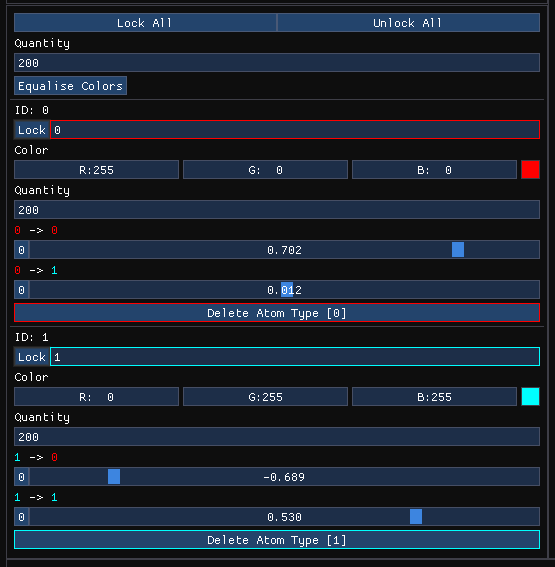 Lock All Unlock All
Quantity
200
Equalise Colors
ID: 0
Lock 0
Color
R:255 G: 0 B: 0
Quantity
200
0 -> 0
0 0.702
0 -> 1
0 0.012
Delete Atom Type [0]
ID: 1
Lock 1
Color
R: 0 G:255 B:255
Quantity
200
1 -> 0
0 -0.689
1 -> 1
0 0.530
Delete Atom Type [1]